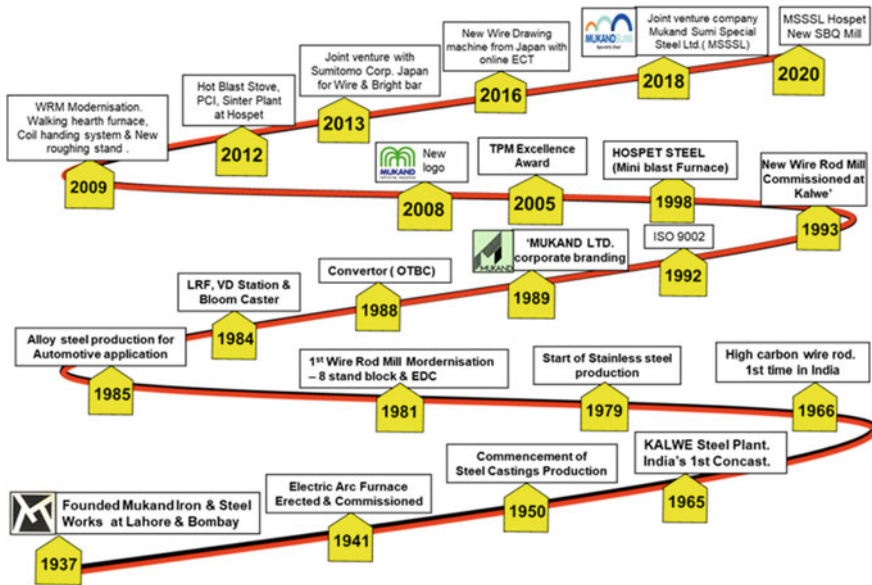 MUKAND SUMI
Special Steel
Joint venture company
Mukand Sumi Special
Steel Ltd.( MSSSL)
MSSSL Hospet
New SBQ Mill
New Wire Drawing
machine from Japan with
online ECT
Joint venture with
Sumitomo Corp. Japan
for Wire & Bright bar
Hot Blast Stove,
PCI, Sinter Plant
at Hospet
WRM Modernisation.
Walking hearth furnace,
Coil handing system & New
roughing stand .
2020
2018
2016
2013
2012
2009
MUKAND
New
logo
TPM Excellence
Award
HOSPET STEEL
(Mini blast Furnace)
New Wire Rod Mill
Commissioned at
Kalwe'
2008
2005
1998
1993
LRF, VD Station &
Bloom Caster
Convertor ( OTBC)
MUKAND
'MUKAND LTD.
corporate branding
ISO 9002
1984
1988
1989
1992
Alloy steel production for
Automotive application
1st Wire Rod Mill Mordernisation
– 8 stand block & EDC
Start of Stainless steel
production
High carbon wire rod.
1st time in India
1985
1981
1979
1966
Founded Mukand Iron & Steel
Works at Lahore & Bombay
Electric Arc Furnace
Erected & Commissioned
Commencement of
Steel Castings Production
KALWE Steel Plant.
India's 1st Concast.
1937
1941
1950
1965